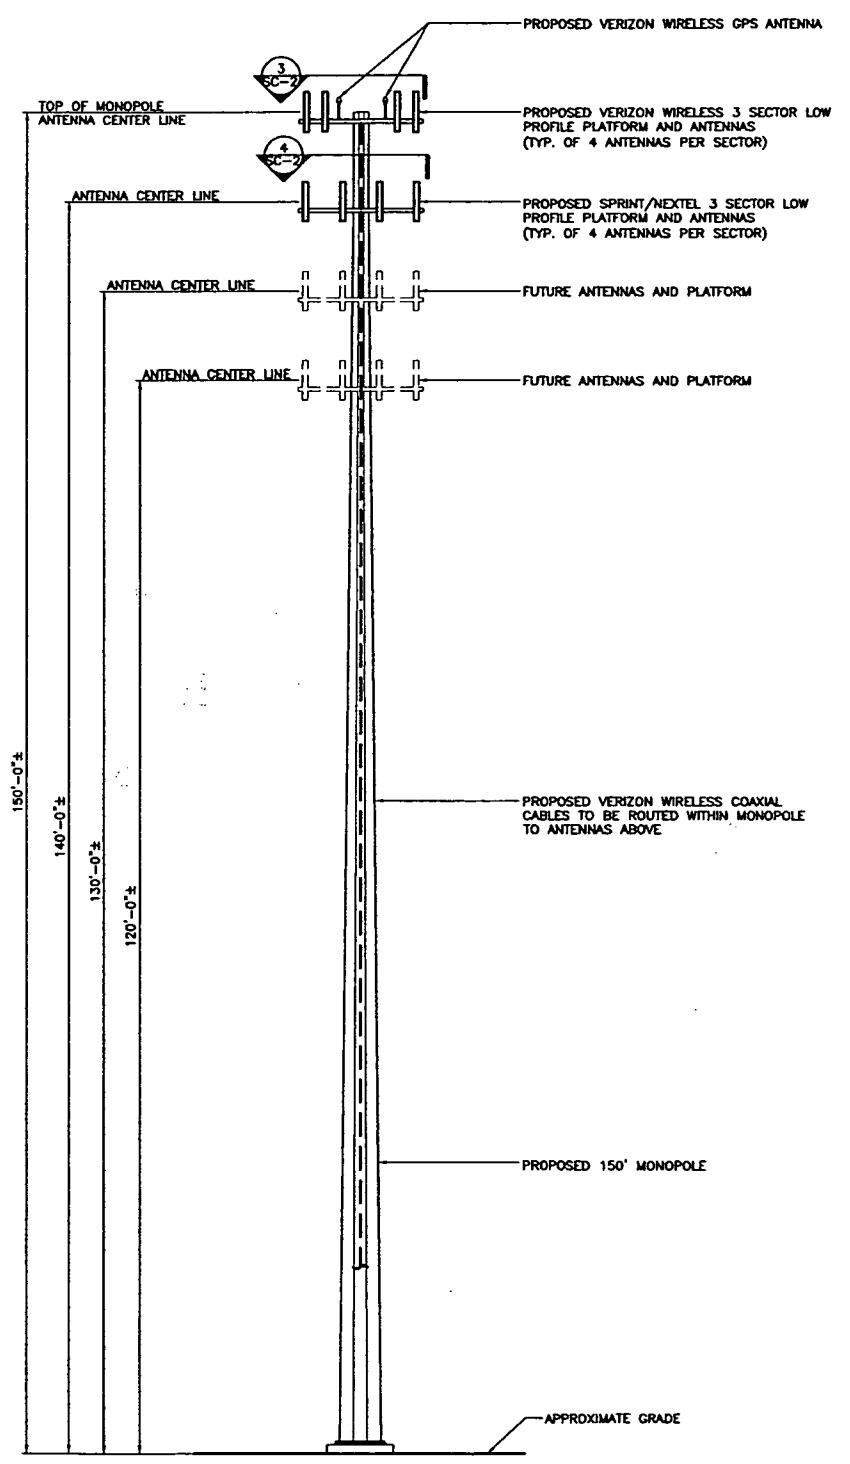 PROPOSED VERIZON WIRELESS GPS ANTENNA
3
SC-2
TOP OF MONOPOLE
ANTENNA CENTER LINE
PROPOSED VERIZON WIRELESS 3 SECTOR LOW
PROFILE PLATFORM AND ANTENNAS
(TYP. OF 4 ANTENNAS PER SECTOR)
4
SC-2
ANTENNA CENTER LINE
PROPOSED SPRINT/NEXTEL 3 SECTOR LOW
PROFILE PLATFORM AND ANTENNAS
(TYP. OF 4 ANTENNAS PER SECTOR)
ANTENNA CENTER LINE
FUTURE ANTENNAS AND PLATFORM
ANTENNA CENTER LINE
FUTURE ANTENNAS AND PLATFORM
150'-0"±
140'-0"±
130'-0"±
120'-0"±
PROPOSED VERIZON WIRELESS COAXIAL
CABLES TO BE ROUTED WITHIN MONOPOLE
TO ANTENNAS ABOVE
PROPOSED 150' MONOPOLE
APPROXIMATE GRADE